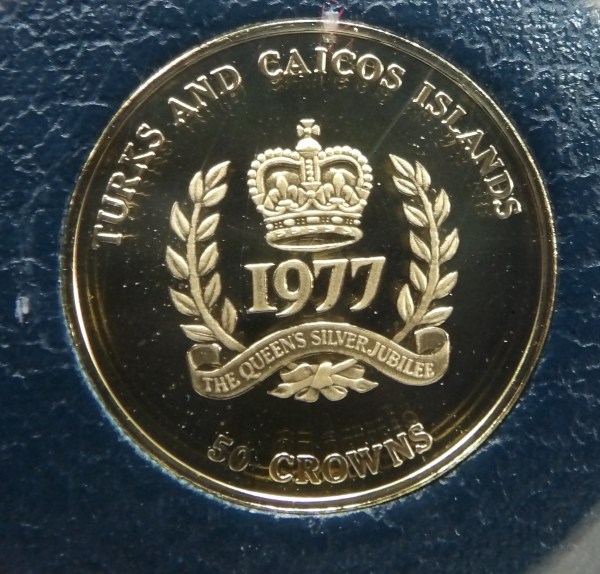 TURKS AND CAICOS ISLANDS
1977
THE QUEEN'S SILVER JUBILEE
50 CROWNS